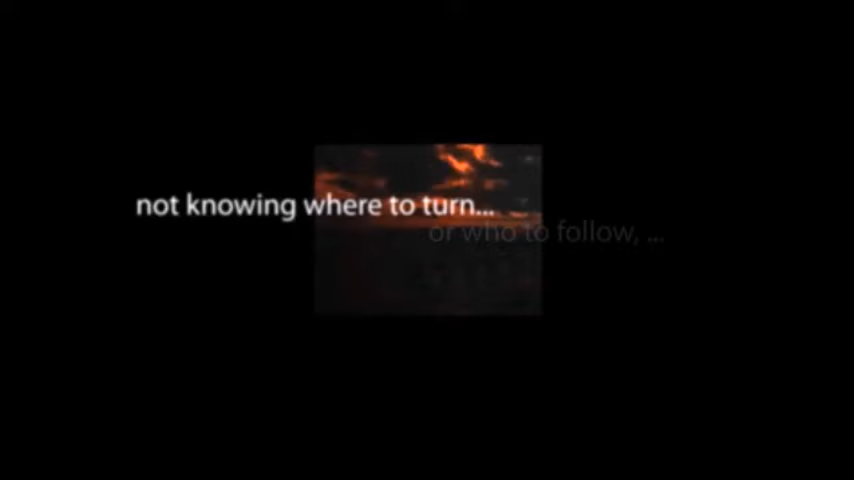 not knowing where to turn...
or who to follow, ...